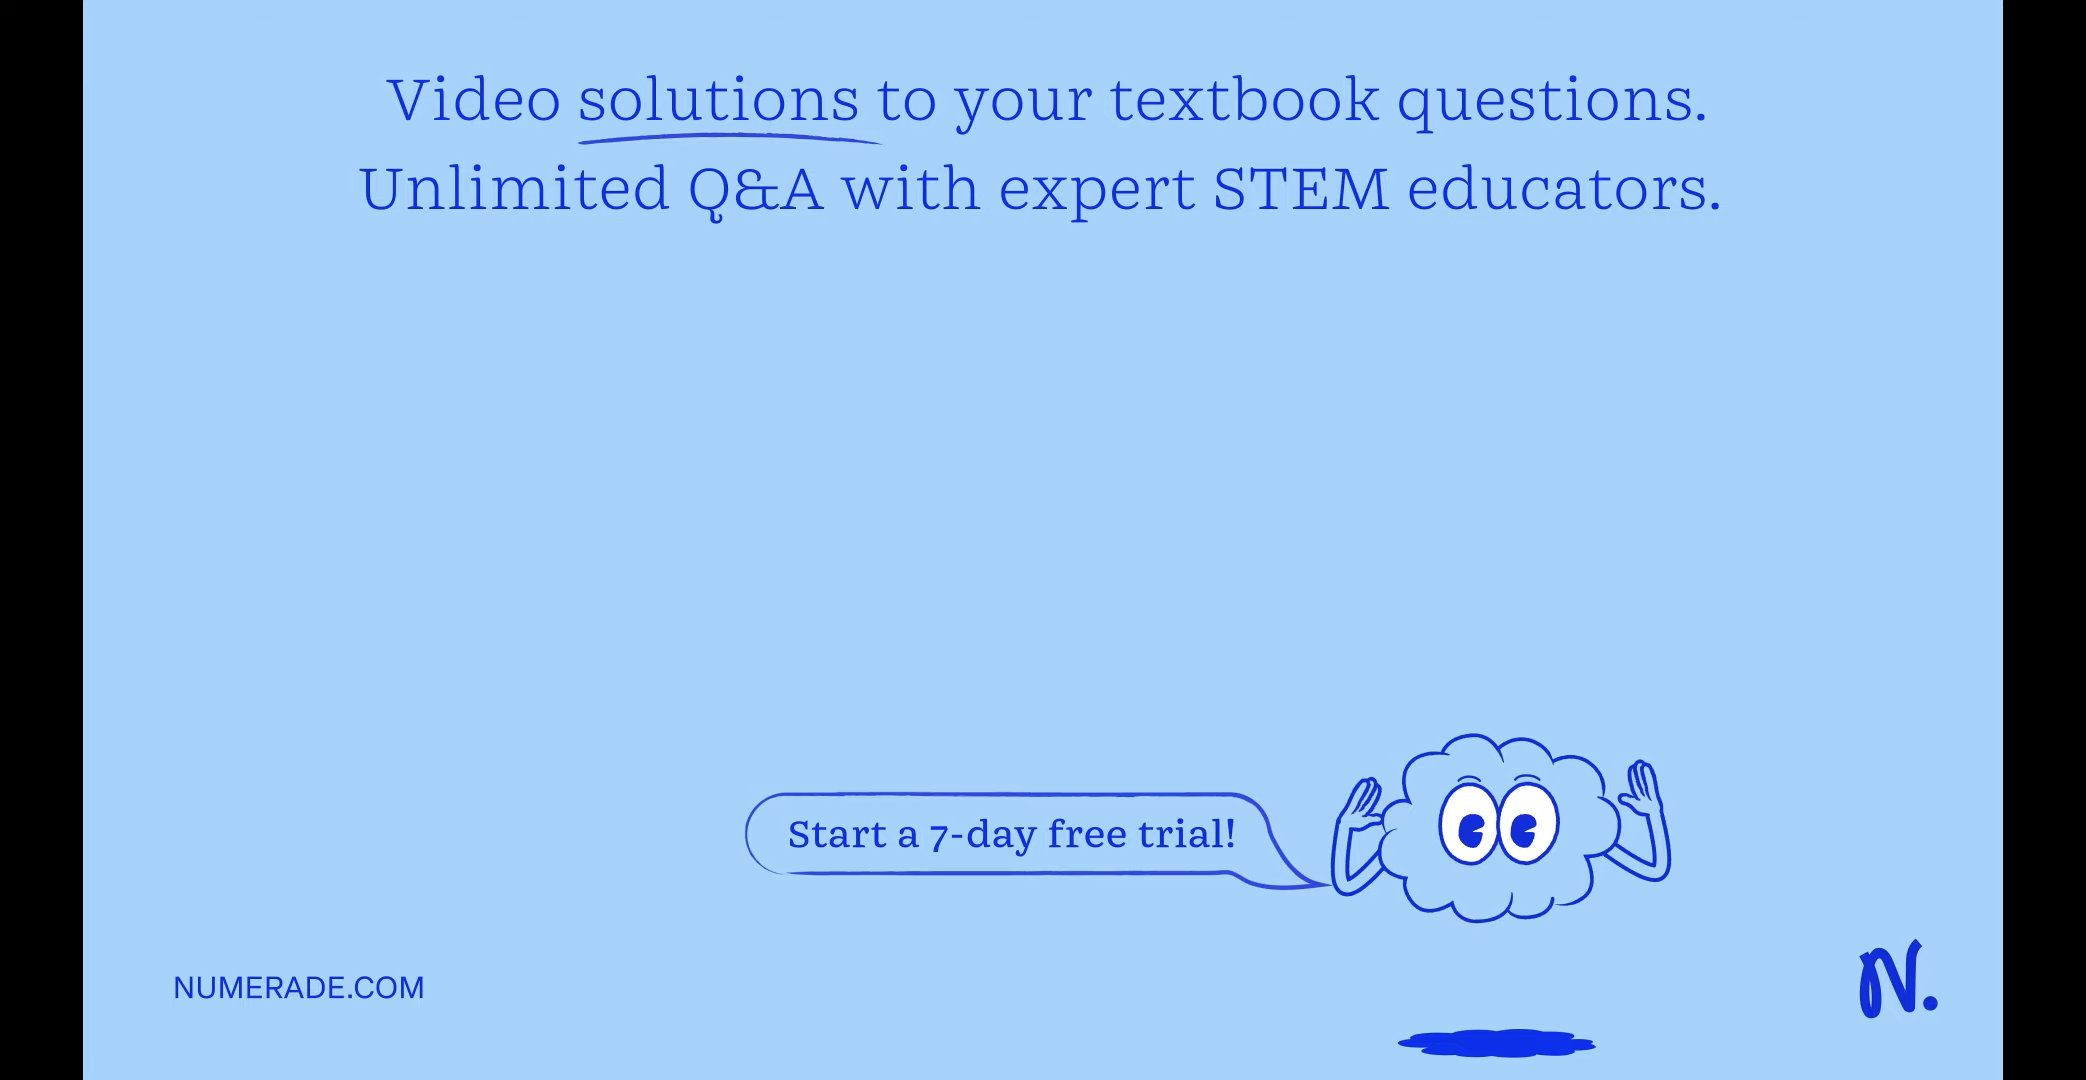 Video solutions to your textbook questions.
Unlimited Q&A with expert STEM educators.
Start a 7-day free trial!
NUMERADE.COM
N.